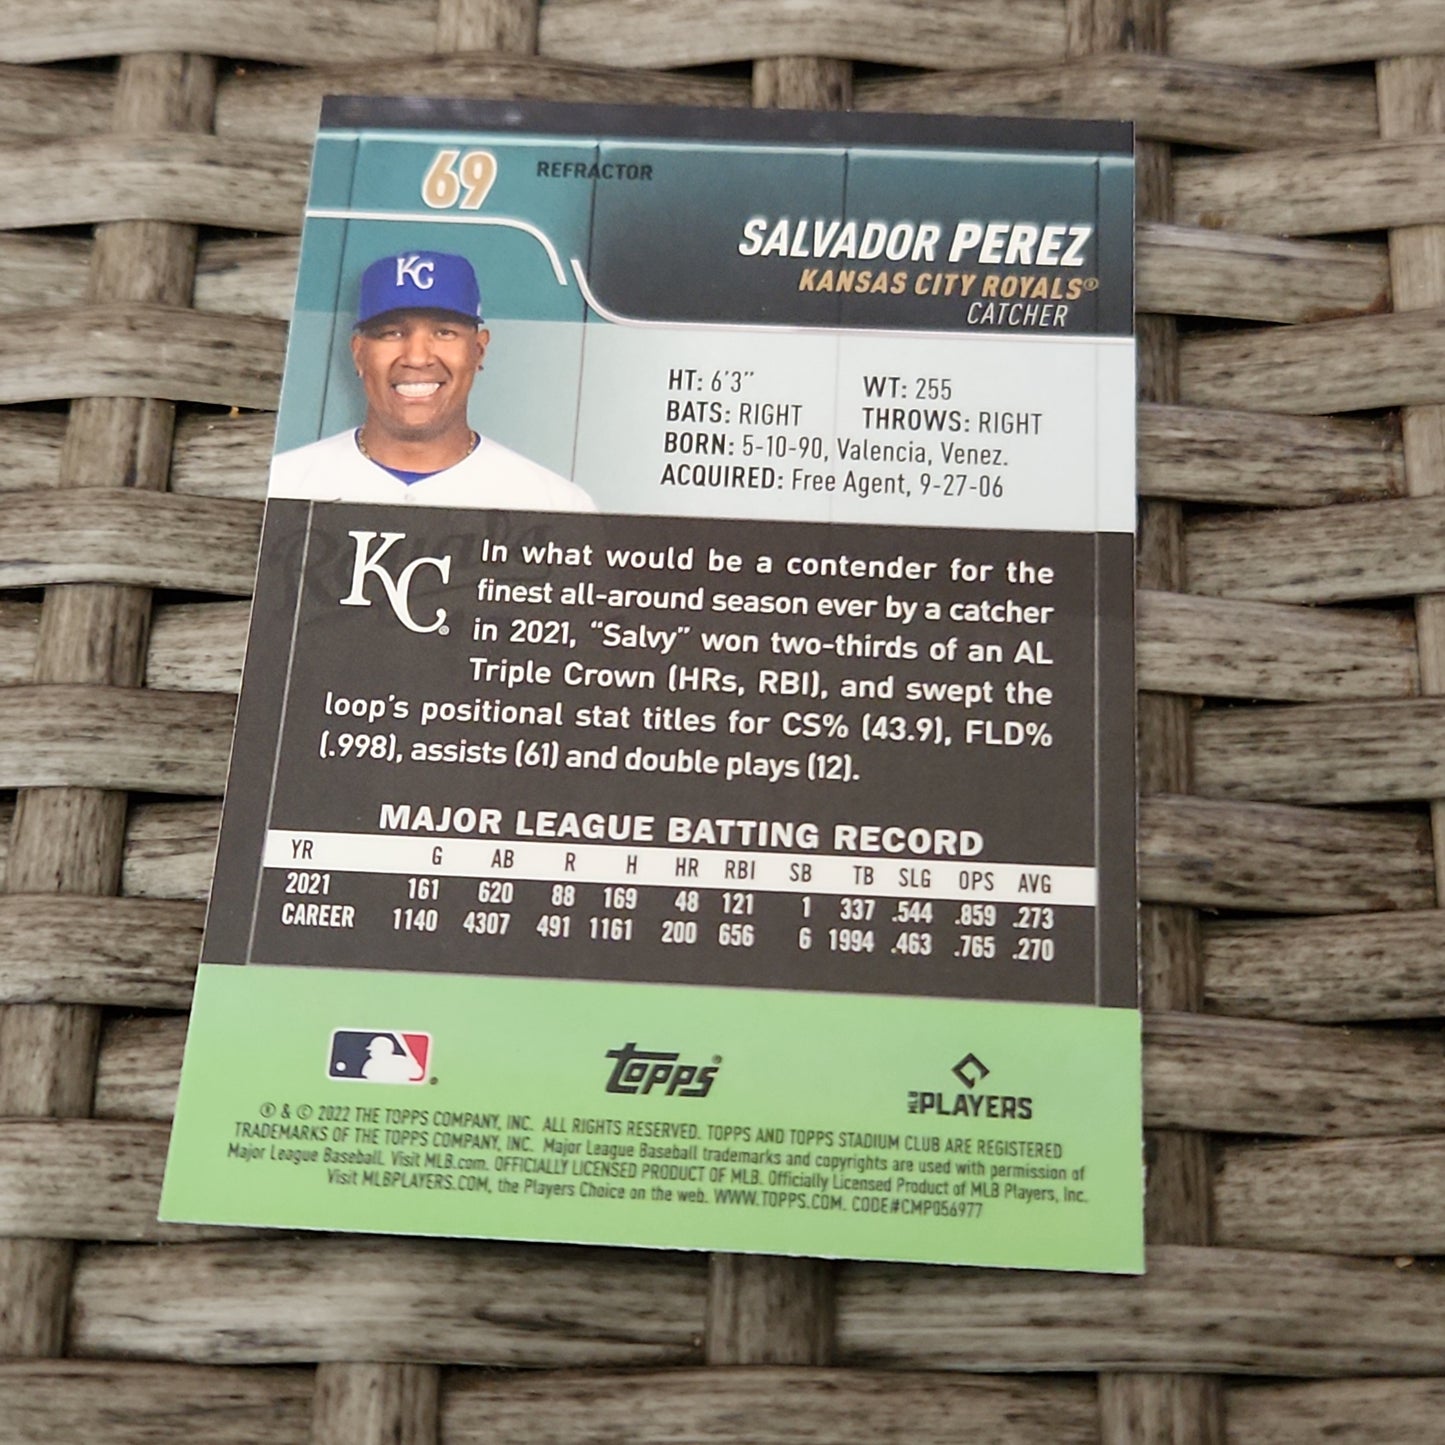 69 REFRACTOR
SALVADOR PEREZ
KANSAS CITY ROYALS®
CATCHER
KC
HT: 6'3" WT: 255
BATS: RIGHT THROWS: RIGHT
BORN: 5-10-90, Valencia, Venez.
ACQUIRED: Free Agent, 9-27-06
KC®
In what would be a contender for the
finest all-around season ever by a catcher
in 2021, “Salvy” won two-thirds of an AL
Triple Crown (HRs, RBI), and swept the
loop's positional stat titles for CS% (43.9), FLD%
(.998), assists (61) and double plays (12).
MAJOR LEAGUE BATTING RECORD
YR G AB R H HR RBI SB TB SLG OPS AVG
2021 161 620 88 169 48 121 1 337 .544 .859 .273
CAREER 1140 4307 491 1161 200 656 6 1994 .463 .765 .270
topps®
MLB PLAYERS
® & © 2022 THE TOPPS COMPANY, INC. ALL RIGHTS RESERVED. TOPPS AND TOPPS STADIUM CLUB ARE REGISTERED
TRADEMARKS OF THE TOPPS COMPANY, INC. Major League Baseball trademarks and copyrights are used with permission of
Major League Baseball. Visit MLB.com. OFFICIALLY LICENSED PRODUCT OF MLB. Officially Licensed Product of MLB Players, Inc.
Visit MLBPLAYERS.COM, the Players Choice on the web. WWW.TOPPS.COM. CODE#CMP056977